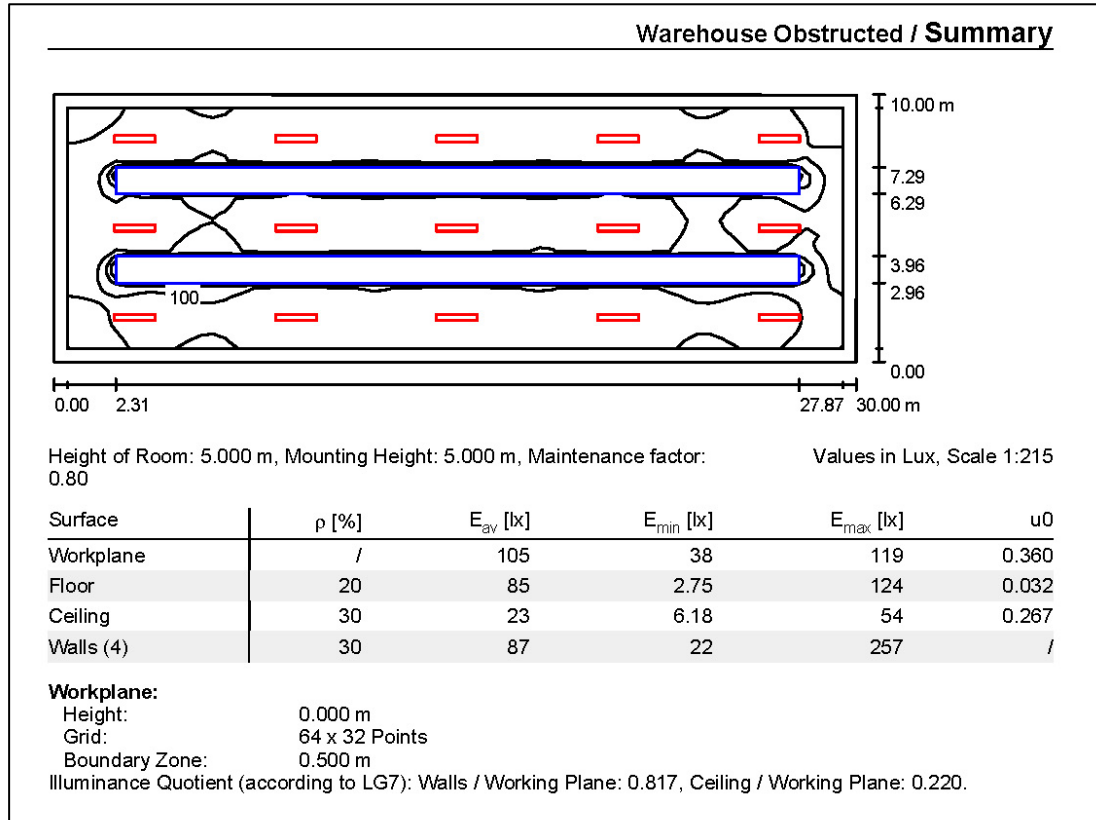 Warehouse Obstructed / Summary
10.00 m
7.29
6.29
3.96
2.96
0.00
100
0.00 2.31 27.87 30.00 m
Height of Room: 5.000 m, Mounting Height: 5.000 m, Maintenance factor: 0.80
Values in Lux, Scale 1:215
Surface ρ [%] Eav [lx] Emin [lx] Emax [lx] u0
Workplane / 105 38 119 0.360
Floor 20 85 2.75 124 0.032
Ceiling 30 23 6.18 54 0.267
Walls (4) 30 87 22 257 /
Workplane:
Height: 0.000 m
Grid: 64 x 32 Points
Boundary Zone: 0.500 m
Illuminance Quotient (according to LG7): Walls / Working Plane: 0.817, Ceiling / Working Plane: 0.220.